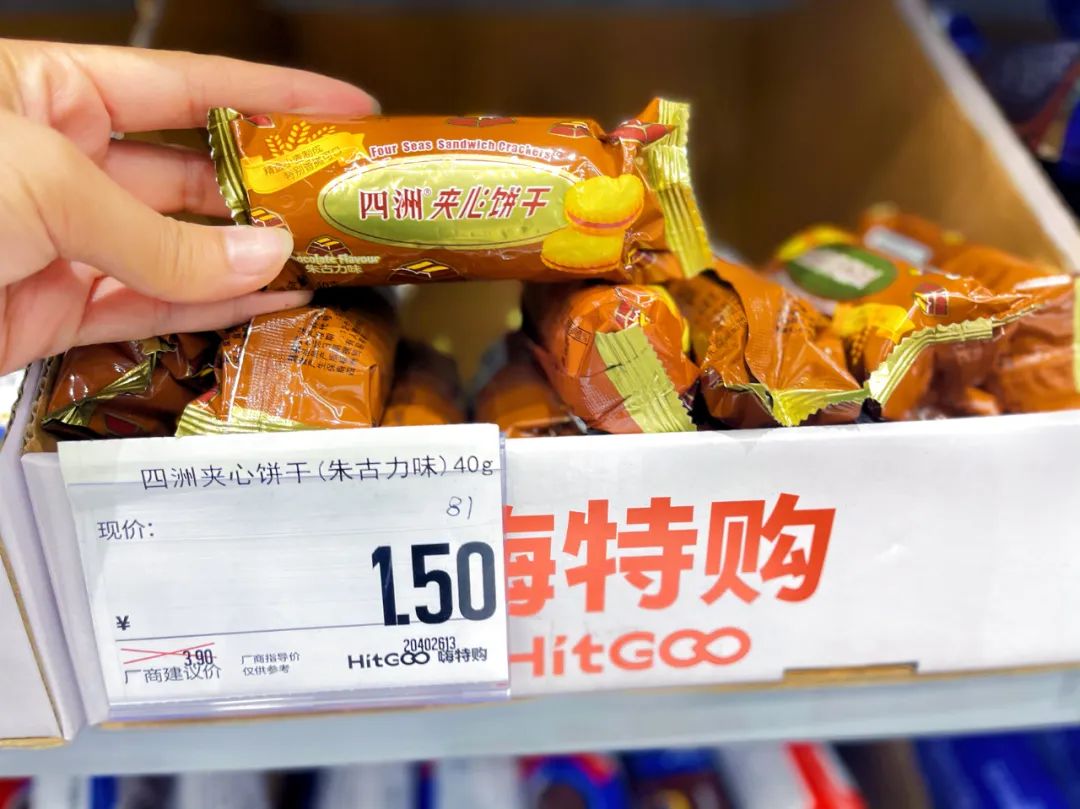 Four Seas Sandwich Crackers
四洲®夹心饼干
Chocolate Flavour
朱古力味
四洲夹心饼干(朱古力味)40g
81
现价:
¥
1.50
3.90
厂商建议价
厂商指导价
仅供参考
20402613
HitGOO 嗨特购
嗨特购
HitGOO